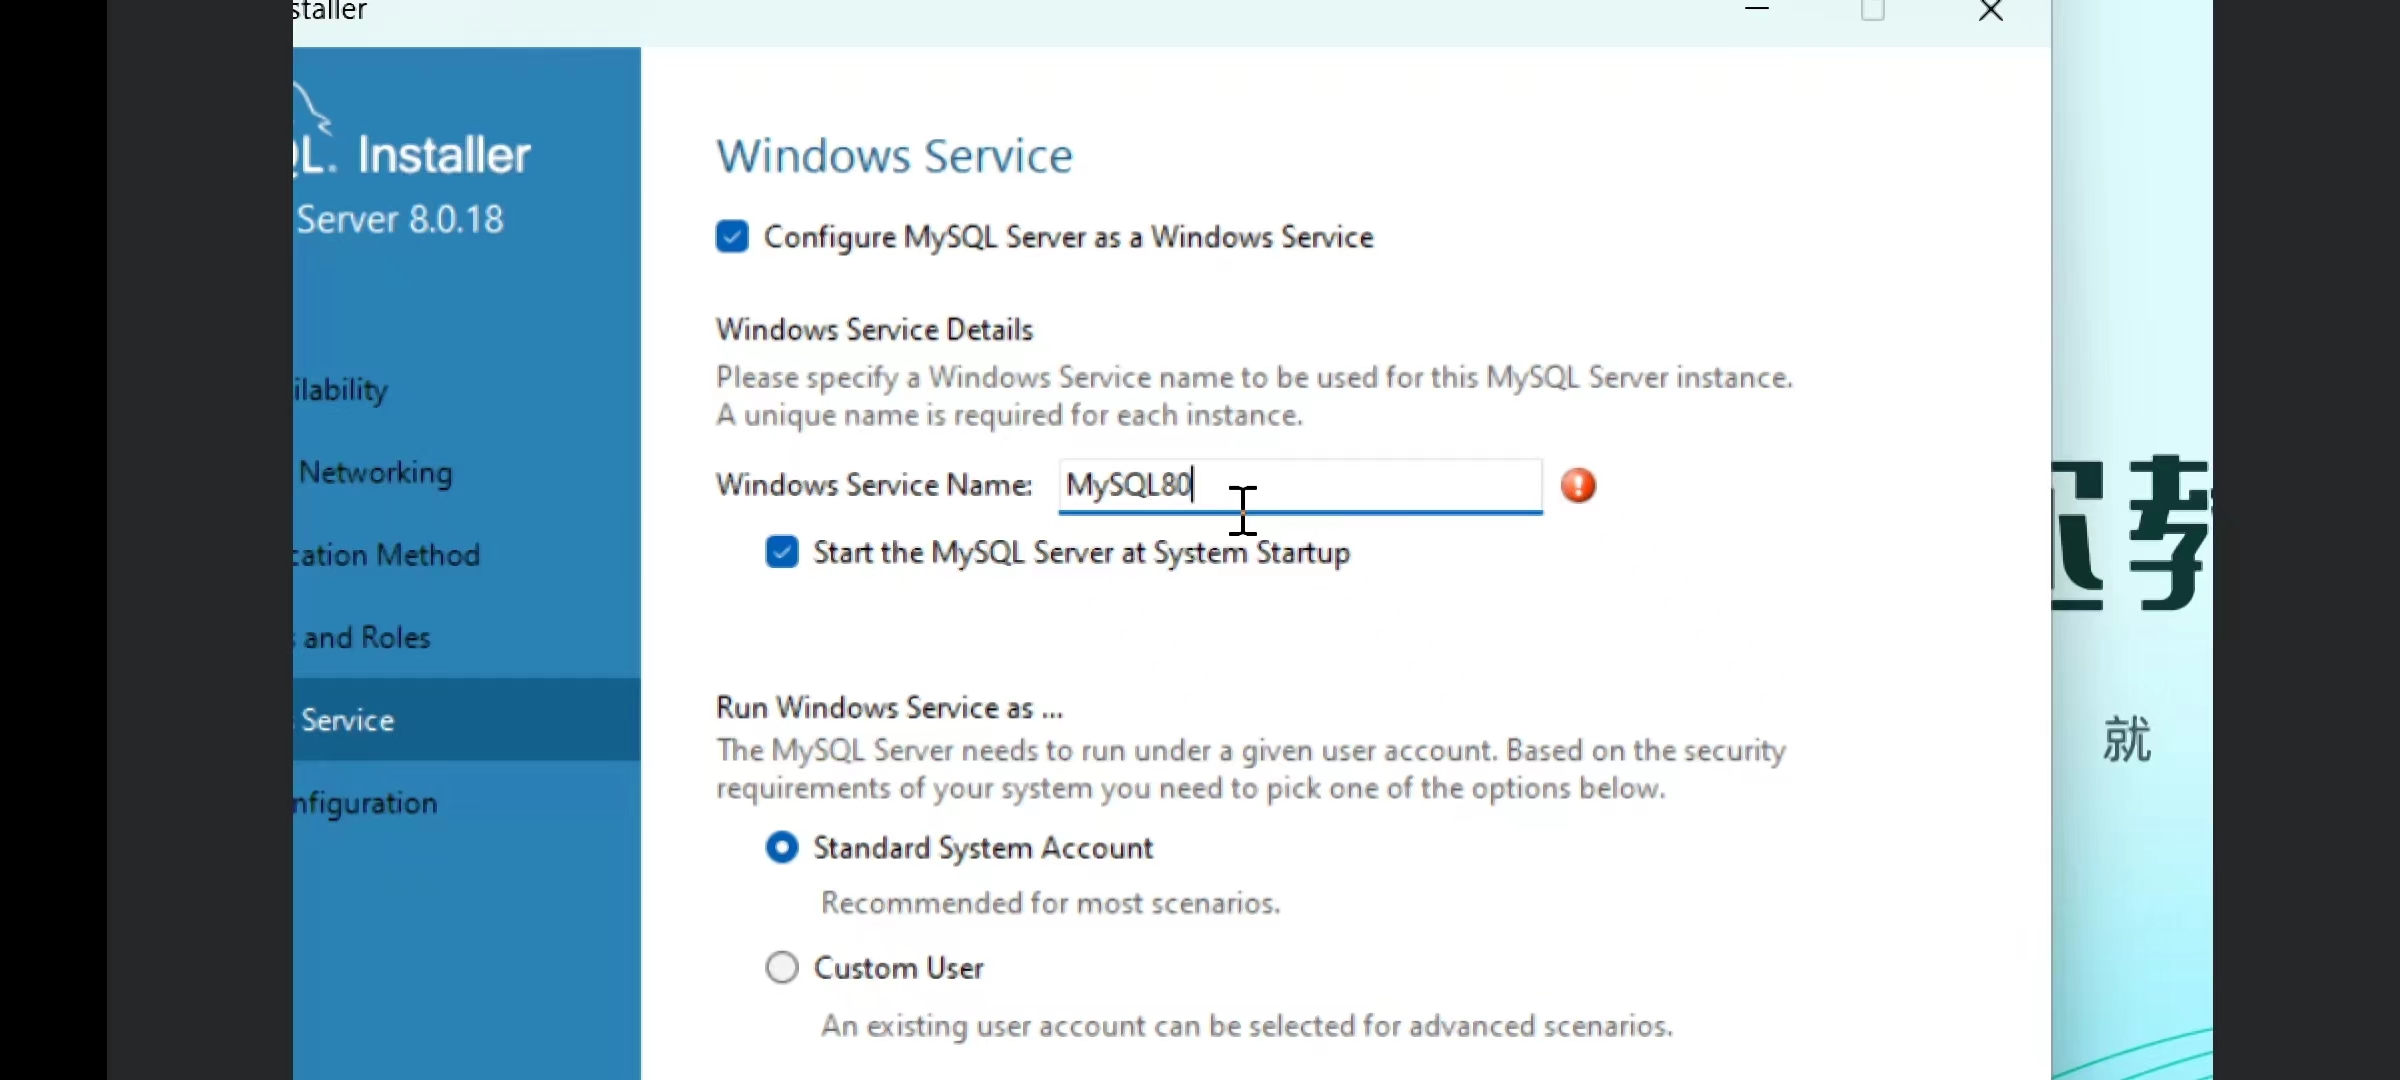 staller
L. Installer
Server 8.0.18
ilability
Networking
cation Method
and Roles
Service
nfiguration
Windows Service
Configure MySQL Server as a Windows Service
Windows Service Details
Please specify a Windows Service name to be used for this MySQL Server instance.
A unique name is required for each instance.
Windows Service Name: MySQL80
Start the MySQL Server at System Startup
Run Windows Service as ...
The MySQL Server needs to run under a given user account. Based on the security
requirements of your system you need to pick one of the options below.
Standard System Account
Recommended for most scenarios.
Custom User
An existing user account can be selected for advanced scenarios.
就